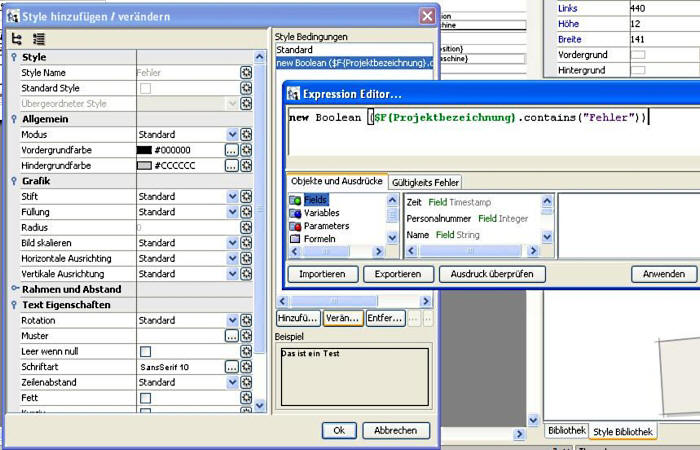 Style hinzufügen / verändern
Style
Style Name Fehler
Standard Style
Übergeordneter Style
Allgemein
Modus Standard
Vordergrundfarbe #000000 ...
Hindergrundfarbe #CCCCCC ...
Grafik
Stift Standard
Füllung Standard
Radius 0
Bild skalieren Standard
Horizontale Ausrichting Standard
Vertikale Ausrichtung Standard
Rahmen und Abstand
Text Eigenschaften
Rotation Standard
Muster ...
Leer wenn null
Schriftart SansSerif 10 ...
Zeilenabstand Standard
Fett
Style Bedingungen
Standard
new Boolean ($F{Projektbezeichnung}.c
Hinzufü... Verän... Entfer... ... ...
Beispiel
Das ist ein Test
Ok Abbrechen
Expression Editor...
new Boolean ($F{Projektbezeichnung}.contains("Fehler"))
Objekte und Ausdrücke Gültigkeits Fehler
Fields
Variables
Parameters
Formeln
Zeit Field Timestamp
Personalnummer Field Integer
Name Field String
Importieren Exportieren Ausdruck überprüfen Anwenden
Links 440
Höhe 12
Breite 141
Vordergrund
Hintergrund
Bibliothek Style Bibliothek